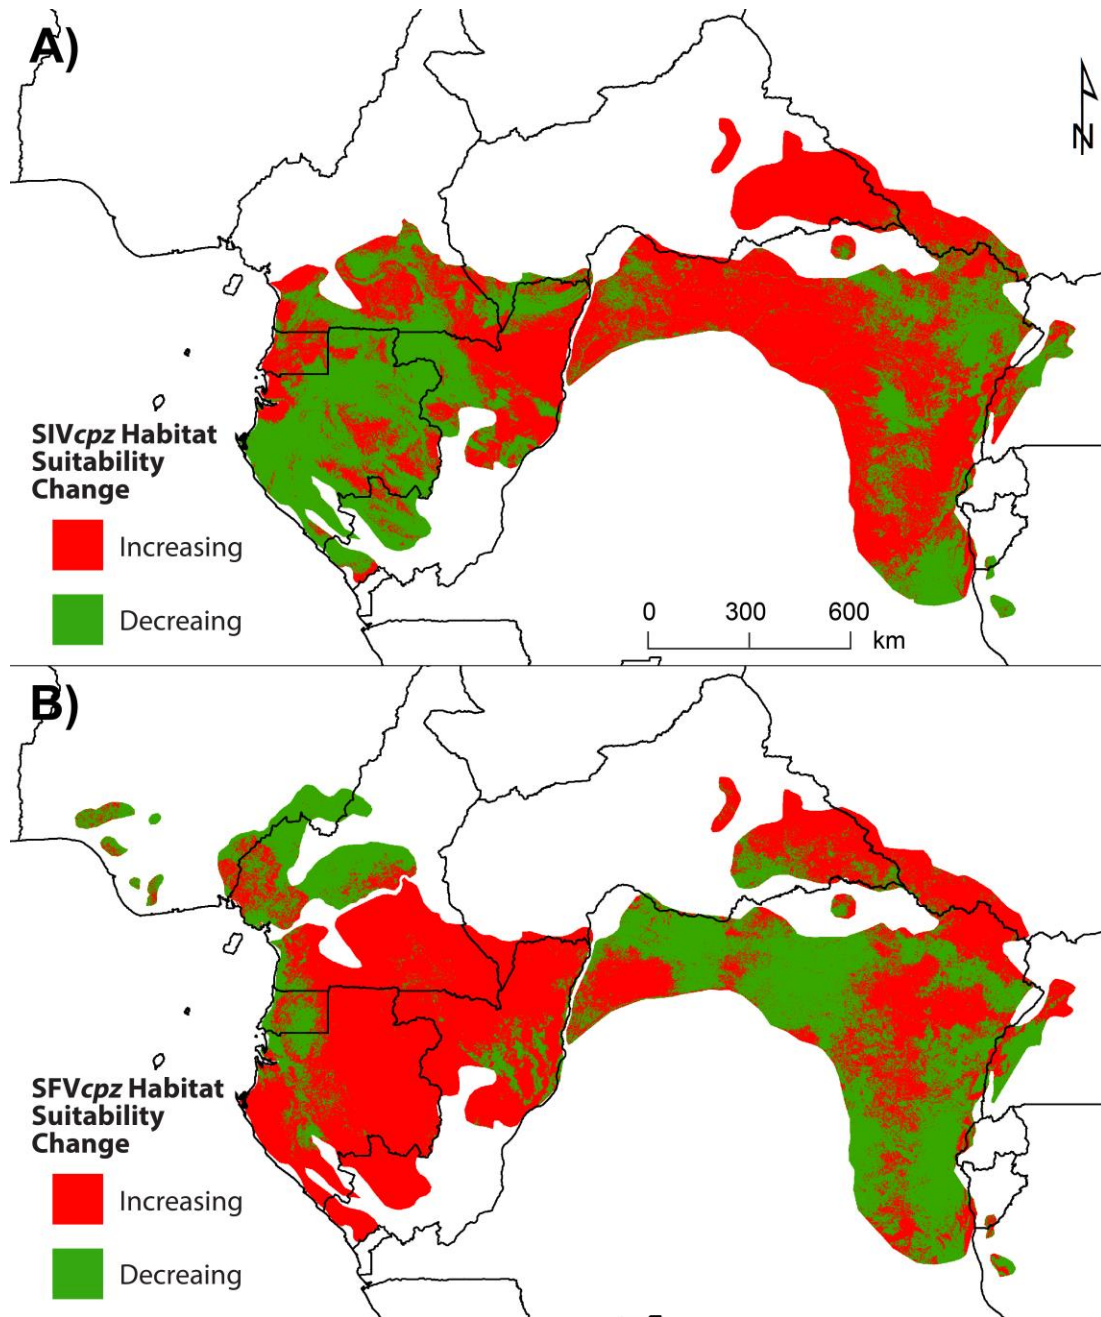 A)
N
SIVcpz Habitat
Suitability
Change
Increasing
Decreaing
0 300 600
km
B)
SFVcpz Habitat
Suitability
Change
Increasing
Decreaing